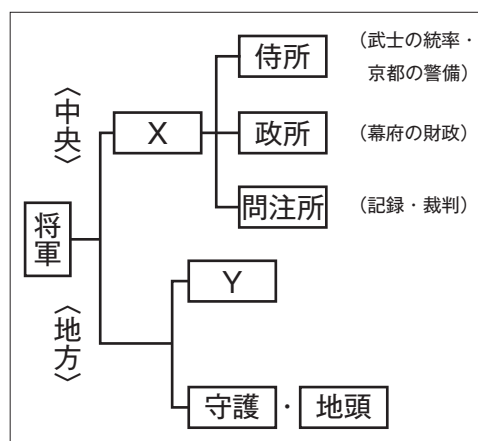 〈中央〉
将軍
〈地方〉
X
侍所
(武士の統率・
京都の警備)
政所
(幕府の財政)
問注所
(記録・裁判)
Y
守護・地頭